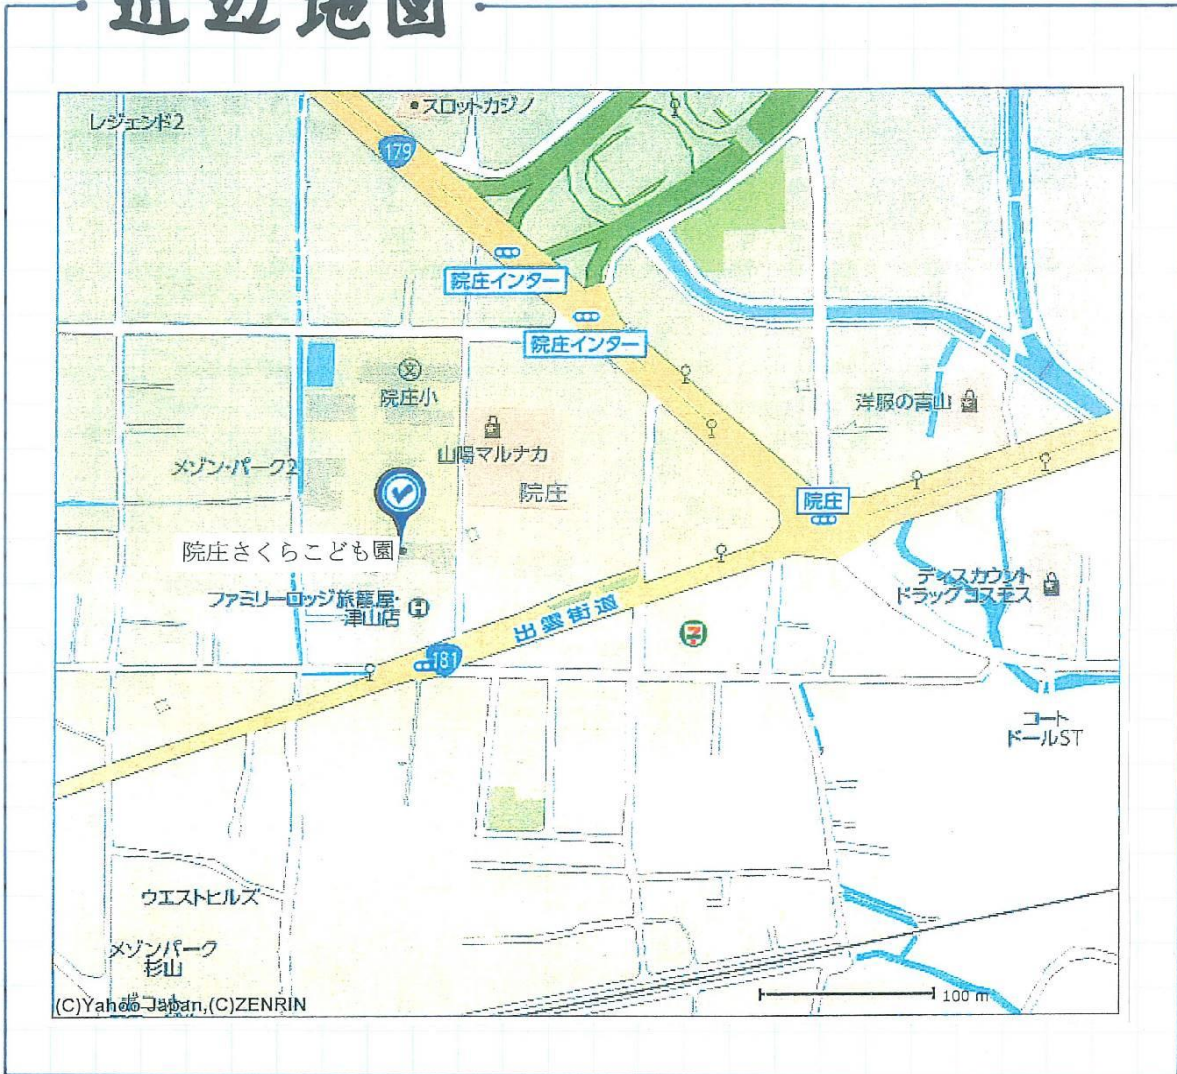 近辺地図
スロットカジノ
レジェンド2
179
院庄インター
院庄インター
院庄小
洋服の青山
山陽マルナカ
メゾン・パーク2
院庄
院庄
院庄さくらこども園
ディスカウント
ドラッグコスモス
ファミリーロッジ旅籠屋・
津山店
出雲街道
181
コート
ドールST
ウエストヒルズ
メゾンパーク
杉山
(C)Yahoo Japan,(C)ZENRIN
100 m